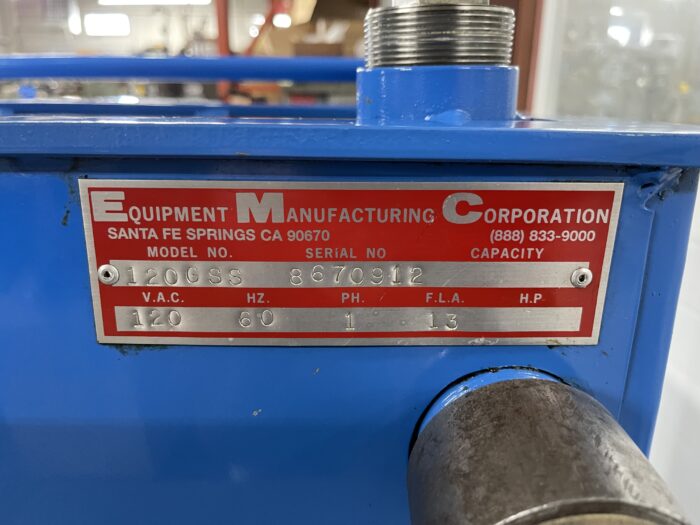 EQUIPMENT MANUFACTURING CORPORATION
SANTA FE SPRINGS CA 90670 (888) 833-9000
MODEL NO. SERIAL NO CAPACITY
120GSS 8670912
V.A.C. HZ. PH. F.L.A. H.P
120 60 1 13